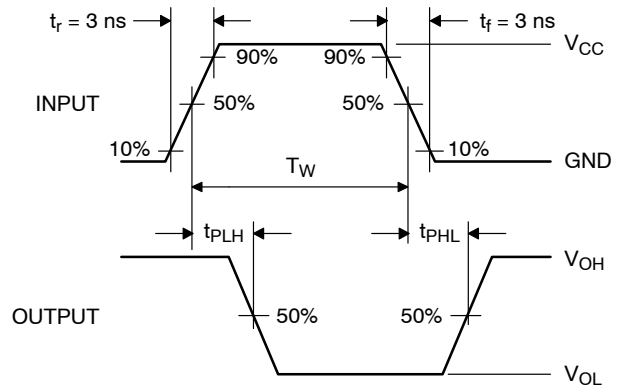 tr = 3 ns
tf = 3 ns
VCC
90%
90%
INPUT
50%
50%
10%
10%
GND
TW
tPLH
tPHL
VOH
OUTPUT
50%
50%
VOL